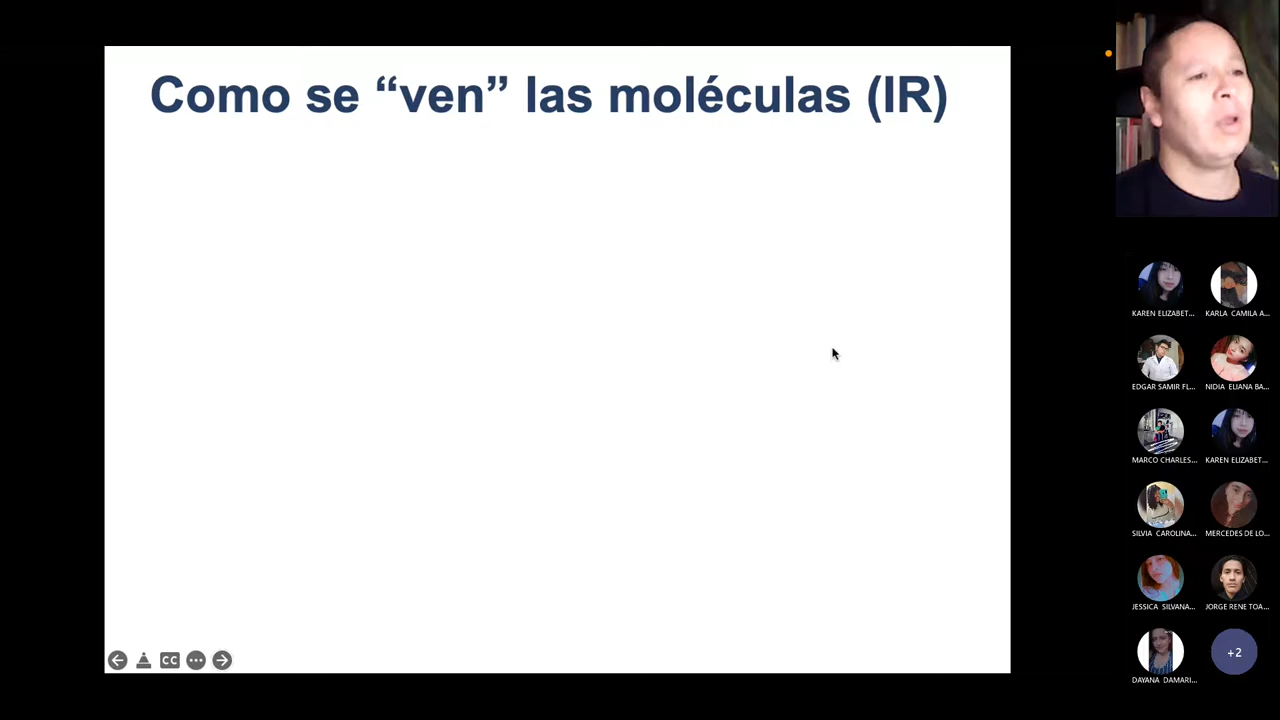 Como se “ven” las moléculas (IR)
KAREN ELIZABET...
KARLA CAMILA A...
EDGAR SAMIR FL...
NIDIA ELIANA BA...
MARCO CHARLES...
KAREN ELIZABET...
SILVIA CAROLINA...
MERCEDES DE LO...
JESSICA SILVANA...
JORGE RENE TOA...
DAYANA DAMARI...
+2
CC